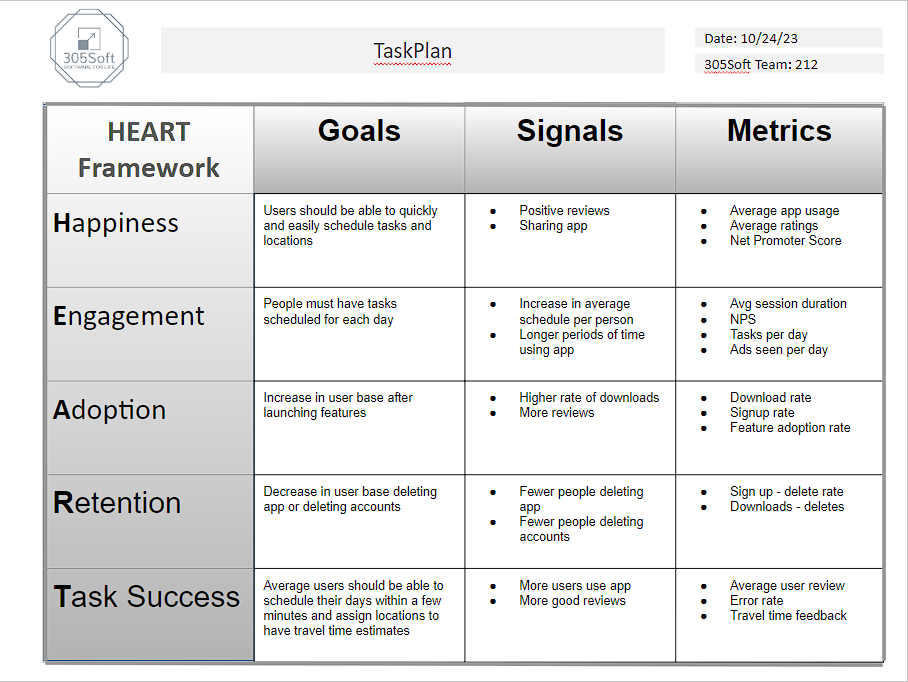 305Soft
SOFTWARE FOR LIFE
TaskPlan
Date: 10/24/23
305Soft Team: 212
HEART
Framework
Goals
Signals
Metrics
Happiness
Users should be able to quickly
and easily schedule tasks and
locations
● Positive reviews
● Sharing app
● Average app usage
● Average ratings
● Net Promoter Score
Engagement
People must have tasks
scheduled for each day
● Increase in average
schedule per person
● Longer periods of time
using app
● Avg session duration
● NPS
● Tasks per day
● Ads seen per day
Adoption
Increase in user base after
launching features
● Higher rate of downloads
● More reviews
● Download rate
● Signup rate
● Feature adoption rate
Retention
Decrease in user base deleting
app or deleting accounts
● Fewer people deleting
app
● Fewer people deleting
accounts
● Sign up - delete rate
● Downloads - deletes
Task Success
Average users should be able to
schedule their days within a few
minutes and assign locations to
have travel time estimates
● More users use app
● More good reviews
● Average user review
● Error rate
● Travel time feedback